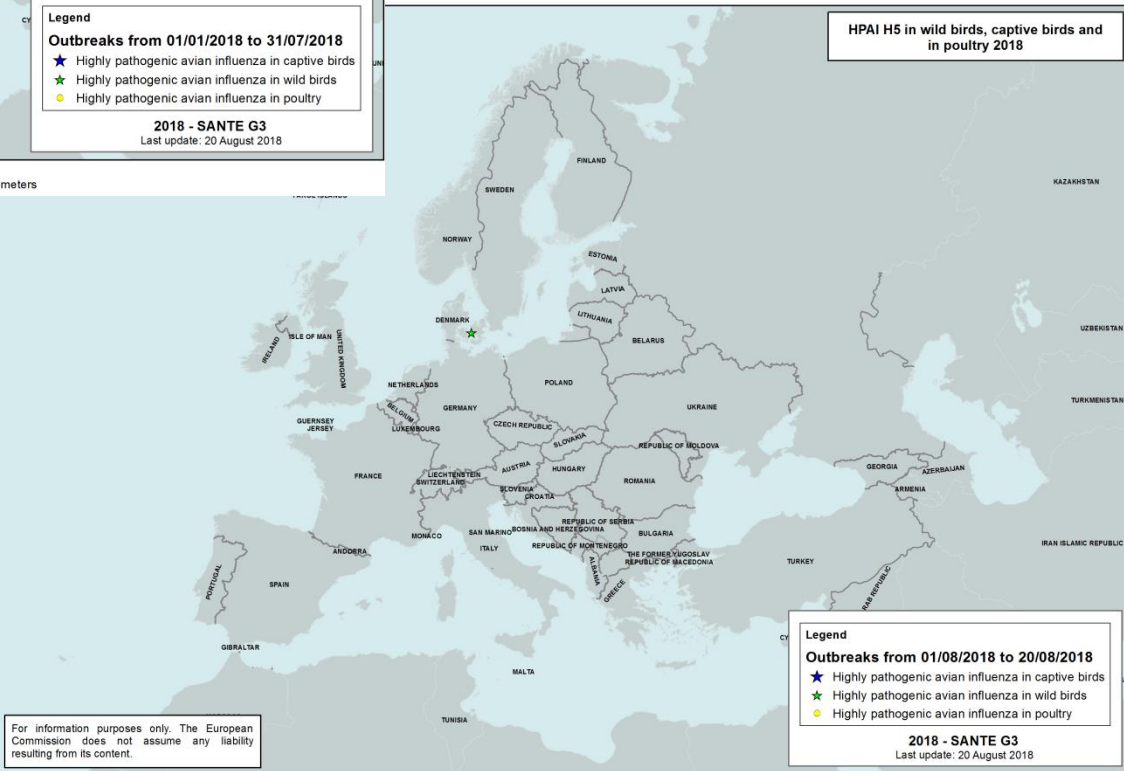 CY
Legend
Outbreaks from 01/01/2018 to 31/07/2018
Highly pathogenic avian influenza in captive birds
Highly pathogenic avian influenza in wild birds
Highly pathogenic avian influenza in poultry
2018 - SANTE G3
Last update: 20 August 2018
meters
HPAI H5 in wild birds, captive birds and
in poultry 2018
FINLAND
KAZAKHSTAN
SWEDEN
NORWAY
ESTONIA
LATVIA
LITHUANIA
DENMARK
UZBEKISTAN
ISLE OF MAN
IRELAND
UNITED KINGDOM
BELARUS
NETHERLANDS
POLAND
TURKMENISTAN
BELGIUM
GERMANY
UKRAINE
GUERNSEY
JERSEY
LUXEMBOURG
CZECH REPUBLIC
SLOVAKIA
REPUBLIC OF MOLDOVA
FRANCE
LIECHTENSTEIN
SWITZERLAND
AUSTRIA
HUNGARY
ROMANIA
GEORGIA
AZERBAIJAN
ARMENIA
SLOVENIA
CROATIA
REPUBLIC OF SERBIA
BOSNIA AND HERZEGOVINA
SAN MARINO
MONACO
BULGARIA
ITALY
REPUBLIC OF MONTENEGRO
IRAN ISLAMIC REPUBLIC
ANDORRA
THE FORMER YUGOSLAV
REPUBLIC OF MACEDONIA
TURKEY
ALBANIA
GREECE
PORTUGAL
SPAIN
RAB REPUBLIC
GIBRALTAR
CY
MALTA
TUNISIA
Legend
Outbreaks from 01/08/2018 to 20/08/2018
Highly pathogenic avian influenza in captive birds
Highly pathogenic avian influenza in wild birds
Highly pathogenic avian influenza in poultry
2018 - SANTE G3
Last update: 20 August 2018
For information purposes only. The European
Commission does not assume any liability
resulting from its content.